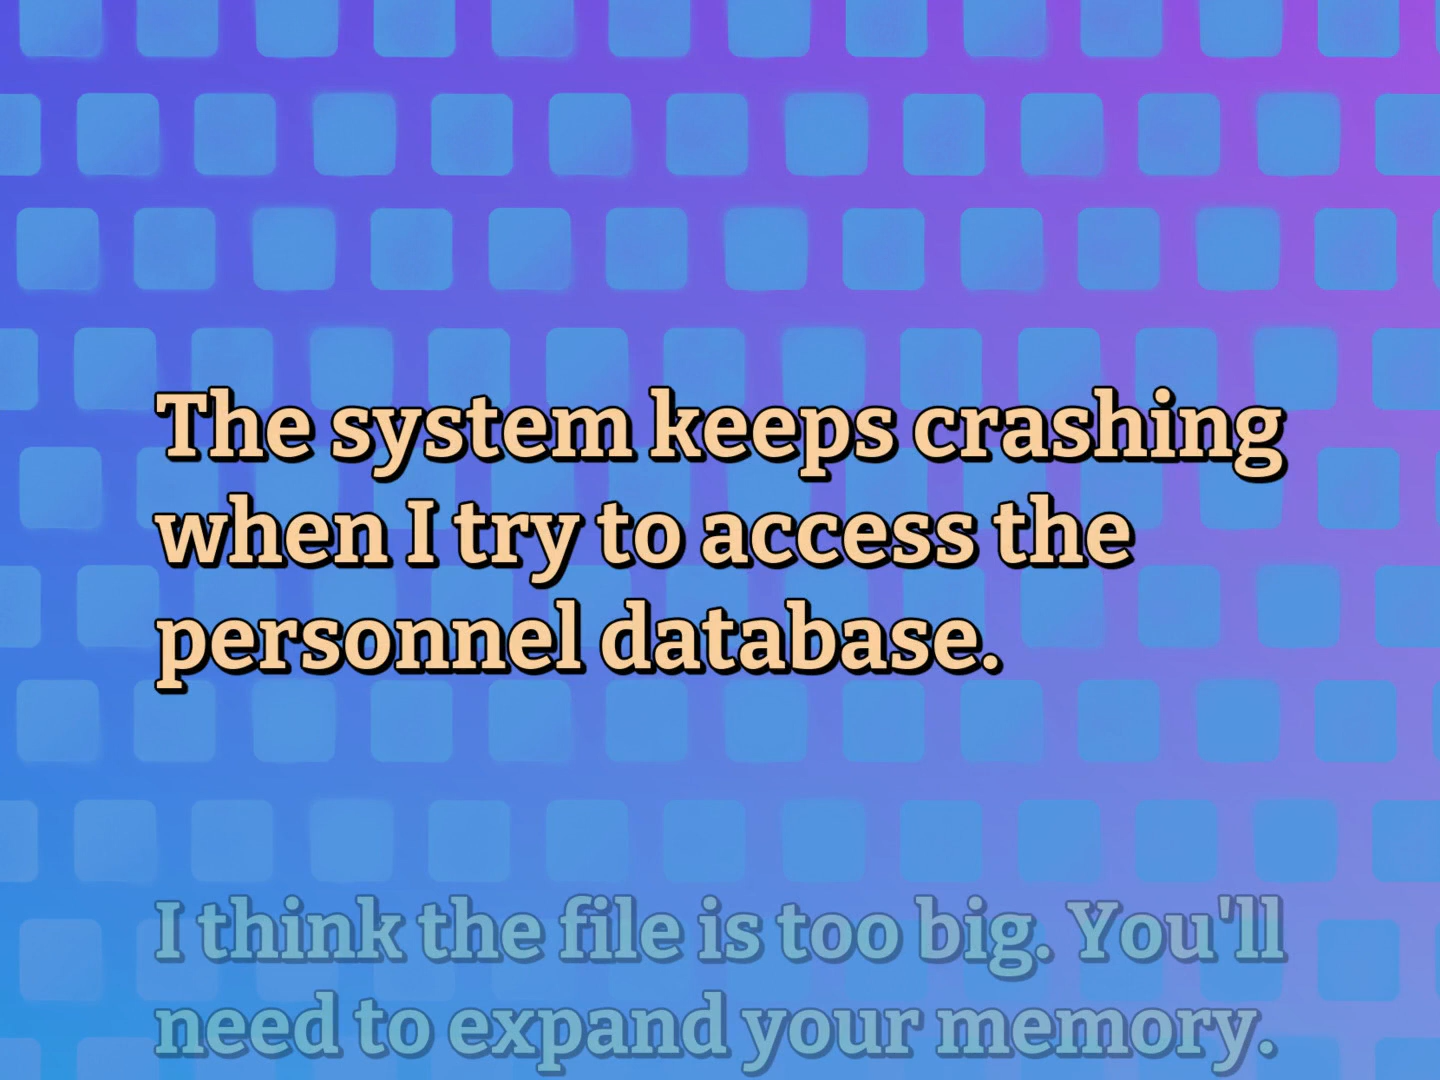 The system keeps crashing
when I try to access the
personnel database.
I think the file is too big. You'll
need to expand your memory.